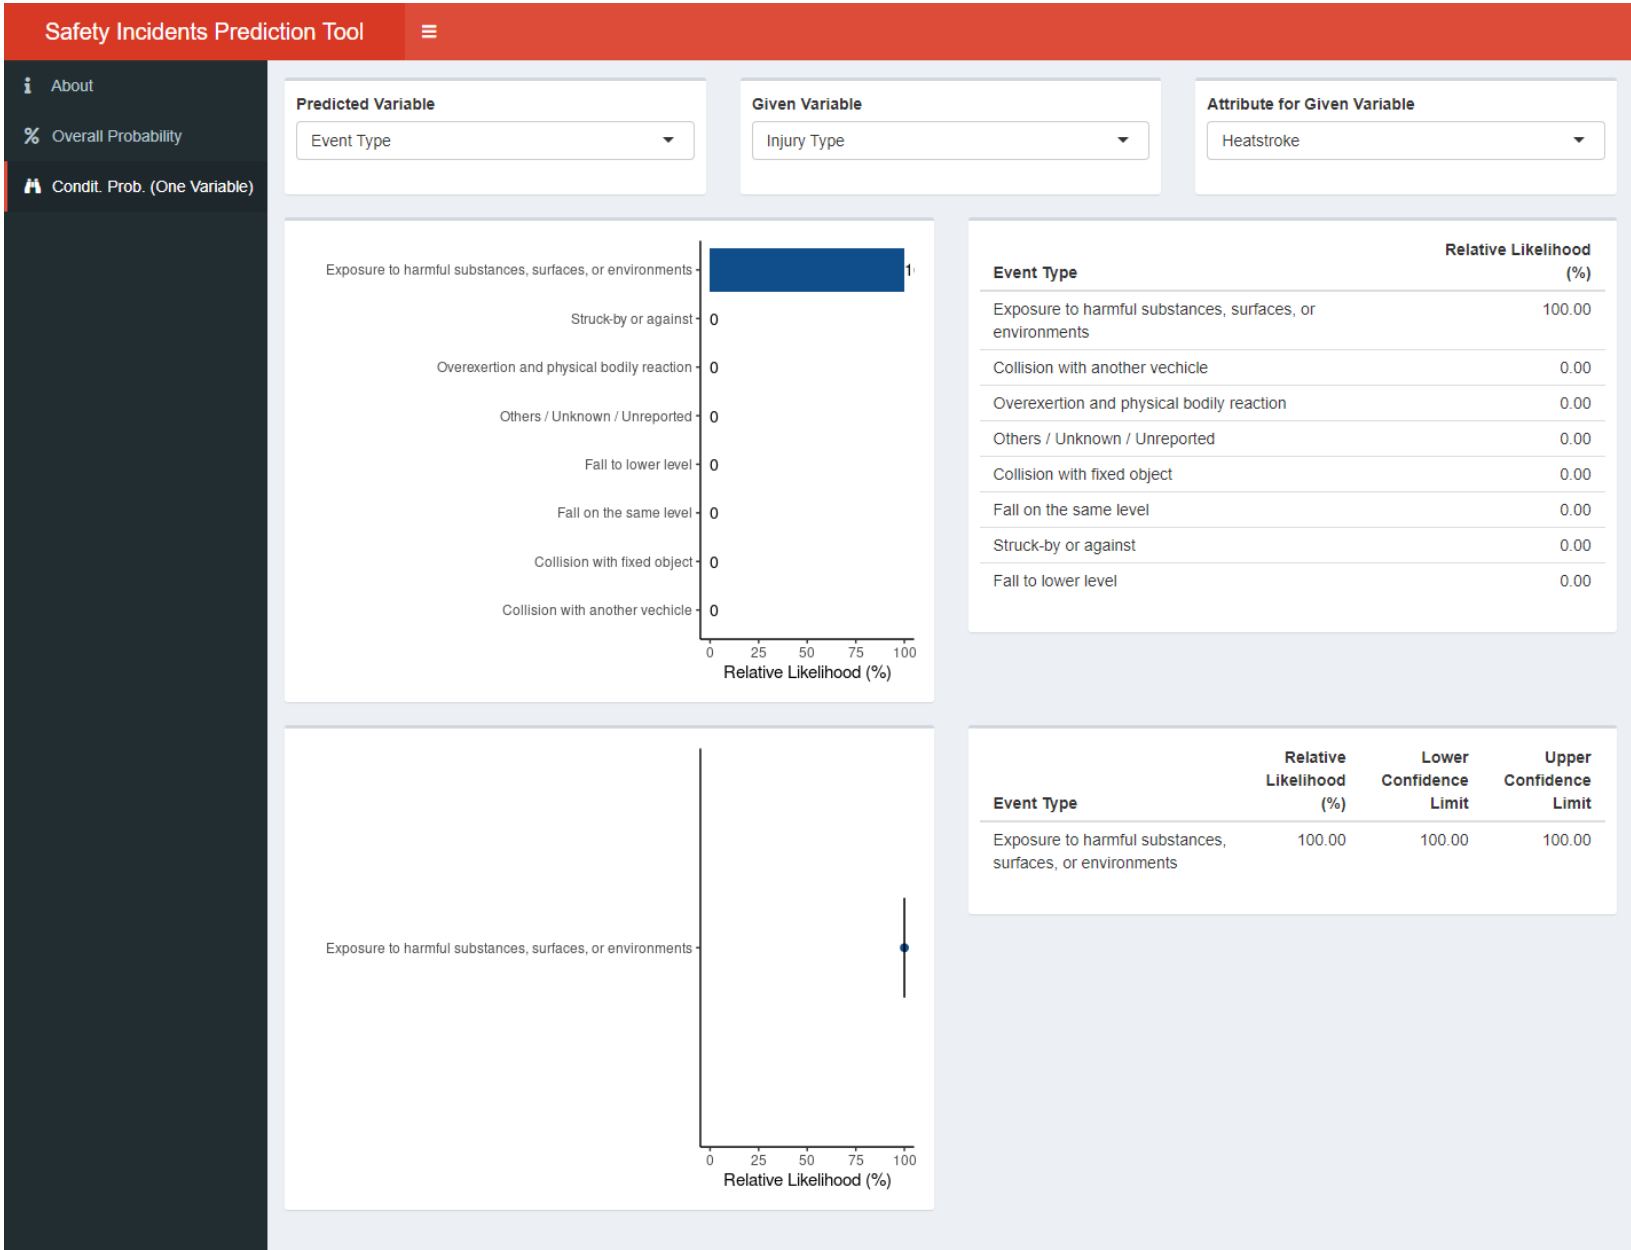 Safety Incidents Prediction Tool
About
Overall Probability
Condit. Prob. (One Variable)
Predicted Variable
Event Type
Given Variable
Injury Type
Attribute for Given Variable
Heatstroke
Exposure to harmful substances, surfaces, or environments
Struck-by or against 0
Overexertion and physical bodily reaction 0
Others / Unknown / Unreported 0
Fall to lower level 0
Fall on the same level 0
Collision with fixed object 0
Collision with another vechicle 0
0 25 50 75 100
Relative Likelihood (%)
Relative Likelihood
Event Type (%)
Exposure to harmful substances, surfaces, or 100.00
environments
Collision with another vechicle 0.00
Overexertion and physical bodily reaction 0.00
Others / Unknown / Unreported 0.00
Collision with fixed object 0.00
Fall on the same level 0.00
Struck-by or against 0.00
Fall to lower level 0.00
Exposure to harmful substances, surfaces, or environments
0 25 50 75 100
Relative Likelihood (%)
Relative Lower Upper
Likelihood Confidence Confidence
Event Type (%) Limit Limit
Exposure to harmful substances, 100.00 100.00 100.00
surfaces, or environments